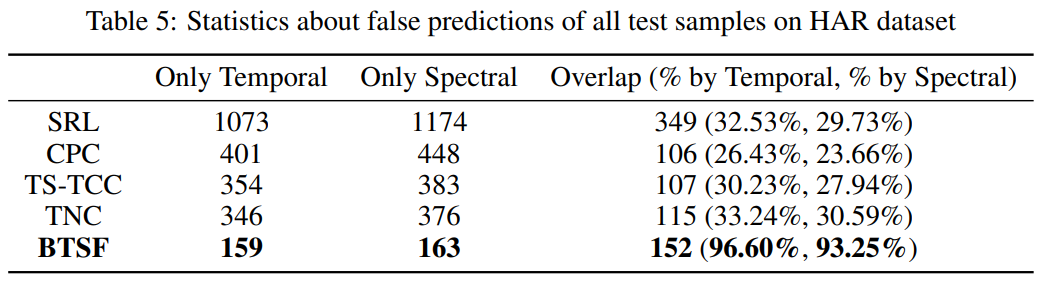 Table 5: Statistics about false predictions of all test samples on HAR dataset
Only Temporal Only Spectral Overlap (% by Temporal, % by Spectral)
SRL 1073 1174 349 (32.53%, 29.73%)
CPC 401 448 106 (26.43%, 23.66%)
TS-TCC 354 383 107 (30.23%, 27.94%)
TNC 346 376 115 (33.24%, 30.59%)
BTSF 159 163 152 (96.60%, 93.25%)